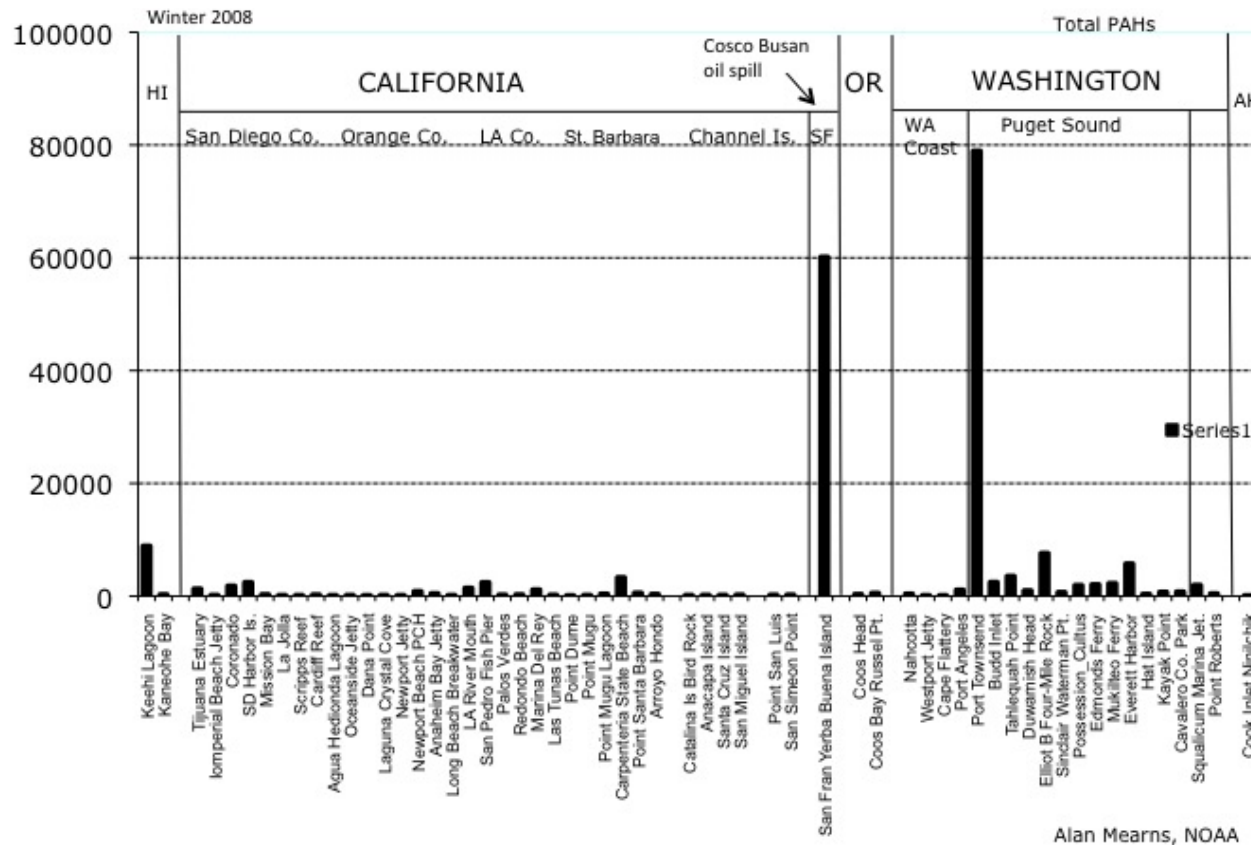 Winter 2008
Total PAHs
100000
80000
60000
40000
20000
0
HI
CALIFORNIA
Cosco Busan
oil spill
OR
WASHINGTON
San Diego Co.
Orange Co.
LA Co.
St. Barbara
Channel Is.
SF
WA
Coast
Puget Sound
Series1
Keehi Lagoon
Kaneohe Bay
Tijuana Estuary
Iomperial Beach Jetty
Coronado
SD Harbor Is.
Mission Bay
La Jolla
Scripps Reef
Cardiff Reef
Agua Hedionda Lagoon
Oceanside Jetty
Dana Point
Laguna Crystal Cove
Newport Jetty
Newport Beach PCH
Anaheim Bay Jetty
Long Beach Breakwater
LA River Mouth
San Pedro Fish Pier
Palos Verdes
Redondo Beach
Marina Del Rey
Las Tunas Beach
Point Dume
Point Mugu
Point Mugu Lagoon
Carpenteria State Beach
Point Santa Barbara
Arroyo Hondo
Catalina Is Bird Rock
Anacapa Island
Santa Cruz Island
San Miguel Island
Point San Luis
San Simeon Point
San Fran Yerba Buena Island
Coos Head
Coos Bay Russel Pt.
Nahcotta
Westport Jetty
Cape Flattery
Port Angeles
Port Townsend
Budd Inlet
Tahlequah Point
Duwamish Head
Elliot B Four-Mile Rock
Sinclair Waterman Pt.
Possession_Cultus
Edmonds Ferry
Mukilteo Ferry
Everett Harbor
Hat Island
Kayak Point
Cavalero Co. Park
Squalicum Marina Jet.
Point Roberts
Alan Mearns, NOAA